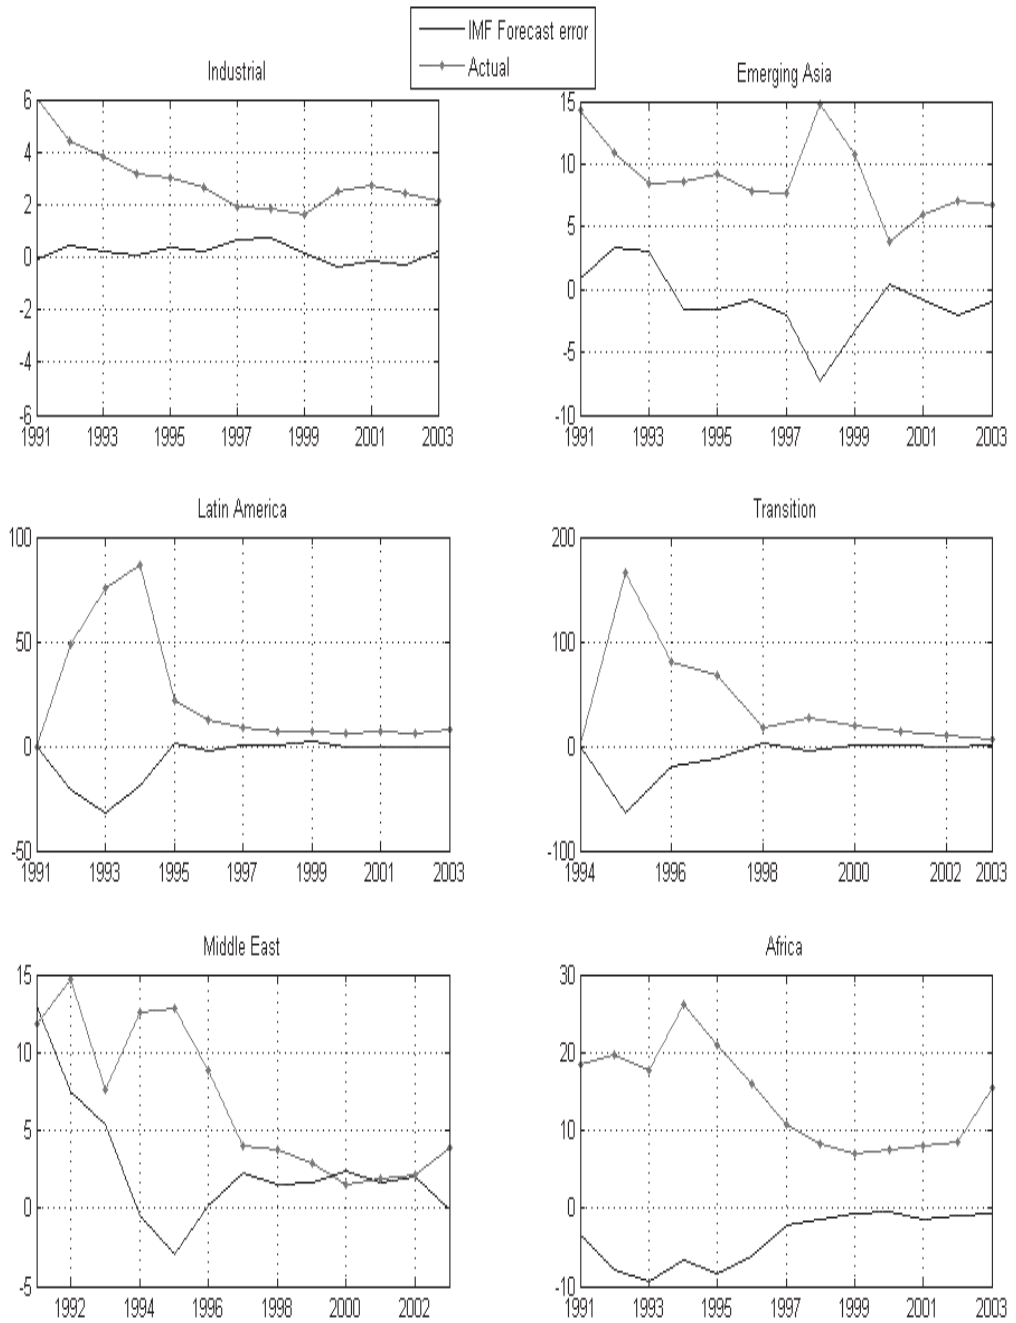 IMF Forecast error
Actual
Industrial
6
4
2
0
-2
-4
-6
1991 1993 1995 1997 1999 2001 2003
Emerging Asia
15
10
5
0
-5
-10
1991 1993 1995 1997 1999 2001 2003
Latin America
100
50
0
-50
1991 1993 1995 1997 1999 2001 2003
Transition
200
100
0
-100
1994 1996 1998 2000 2002 2003
Middle East
15
10
5
0
-5
1992 1994 1996 1998 2000 2002
Africa
30
20
10
0
-10
1991 1993 1995 1997 1999 2001 2003